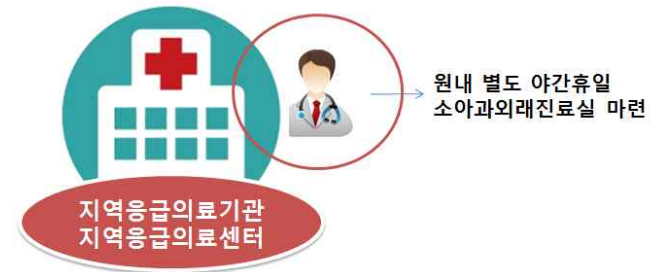 원내 별도 야간휴일
소아과외래진료실 마련
지역응급의료기관
지역응급의료센터